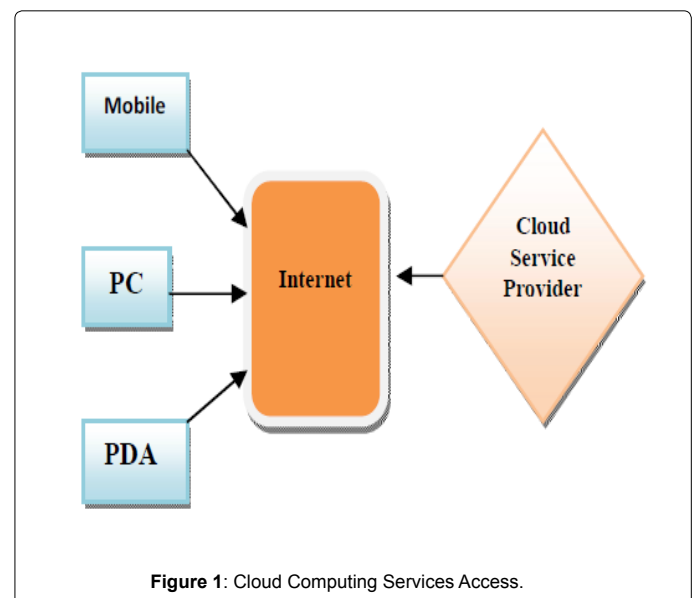 Mobile
PC
PDA
Internet
Cloud
Service
Provider
Figure 1: Cloud Computing Services Access.